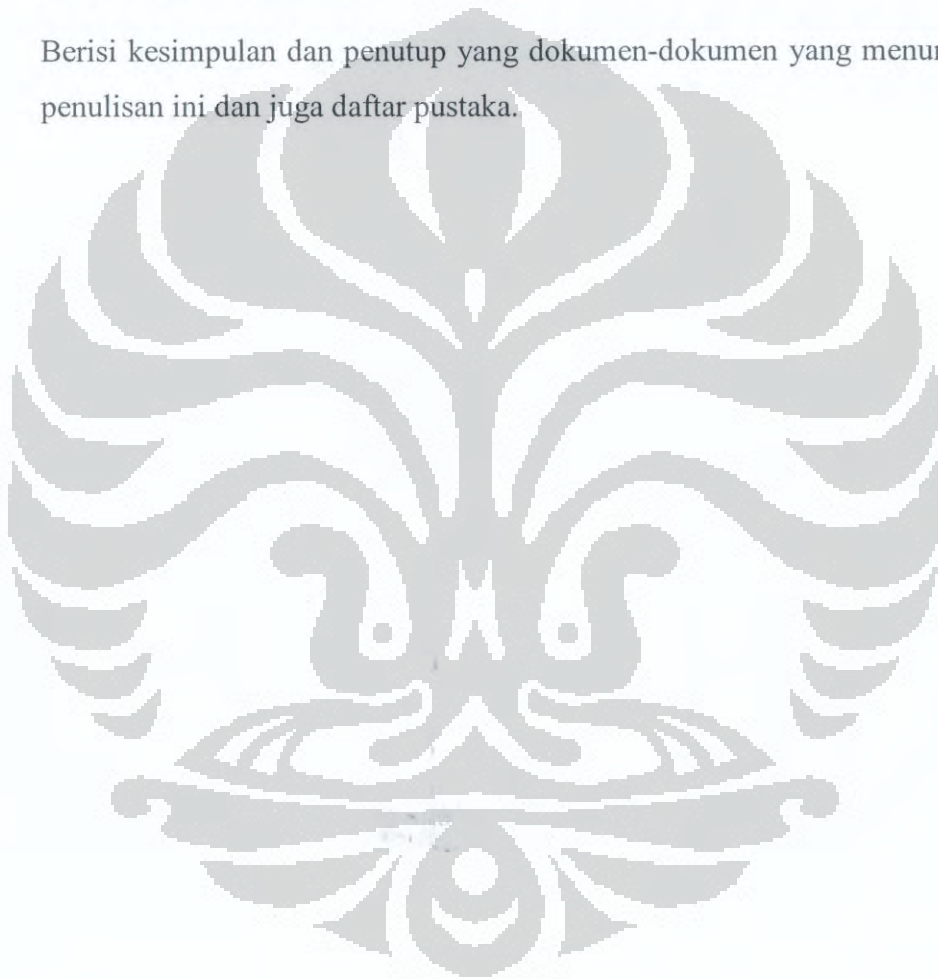 Berisi kesimpulan dan penutup yang dokumen-dokumen yang
penulisan ini dan juga daftar pustaka.